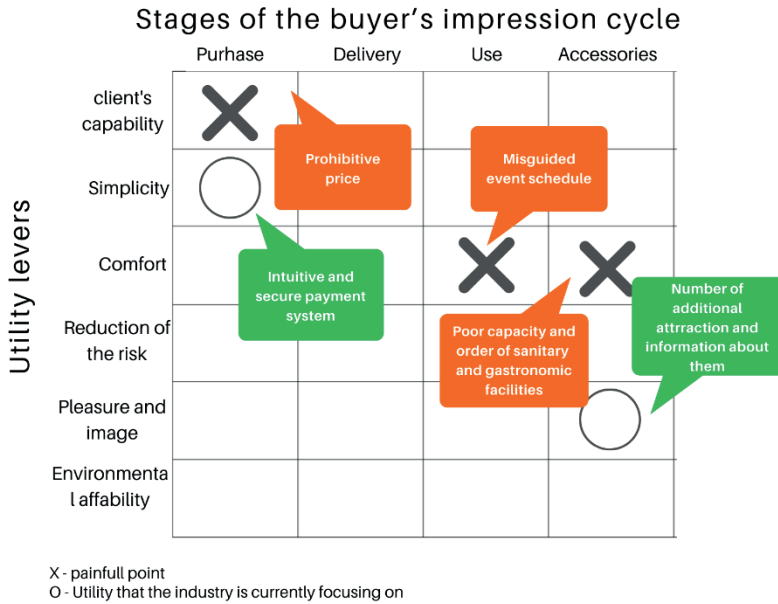 Stages of the buyer's impression cycle
Purhase Delivery Use Accessories
Utility levers
client's
capability
Simplicity
Comfort
Reduction of
the risk
Pleasure and
image
Environmenta
l affability
Prohibitive
price
Misguided
event schedule
Intuitive and
secure payment
system
Poor capacity and
order of sanitary
and gastronomic
facilities
Number of
additional
attrraction and
information about
them
X - painfull point
O - Utility that the industry is currently focusing on